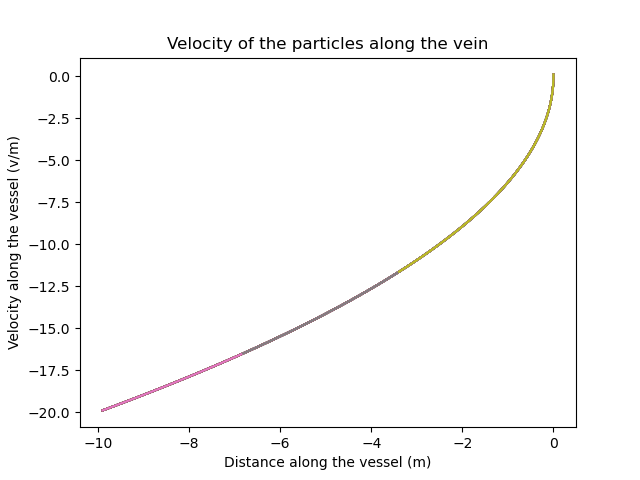 Velocity of the particles along the vein
Velocity along the vessel (v/m)
0.0
−2.5
−5.0
−7.5
−10.0
−12.5
−15.0
−17.5
−20.0
−10 −8 −6 −4 −2 0
Distance along the vessel (m)